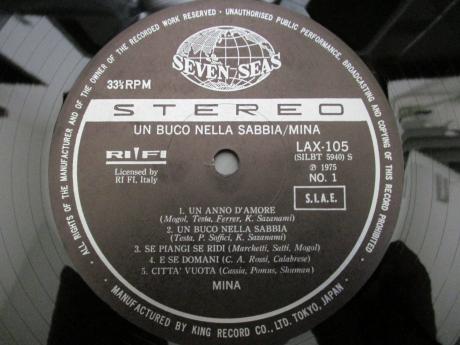 ALL RIGHTS OF THE MANUFACTURER AND OF THE OWNER OF THE RECORDED WORK RESERVED • UNAUTHORISED PUBLIC PERFORMANCE, BROADCASTING AND COPYING OF THIS RECORD PROHIBITED
SEVEN SEAS
33⅓RPM
STEREO
UN BUCO NELLA SABBIA/MINA
RIFI
Licensed by
RI FI, Italy
LAX-105
(SILBT 5940) S
℗ 1975
NO. 1
S.I.A.E.
1. UN ANNO D'AMORE
(Mogol, Testa, Ferrer, K. Sazanami)
2. UN BUCO NELLA SABBIA
(Testa, P. Soffici, K. Sazanami)
3. SE PIANGI SE RIDI (Marchetti, Satti, Mogol)
4. E SE DOMANI (C. A. Rossi, Calabrese)
5. CITTA' VUOTA (Cassia, Pomus, Shuman)
MINA
MANUFACTURED BY KING RECORD CO., LTD. TOKYO, JAPAN